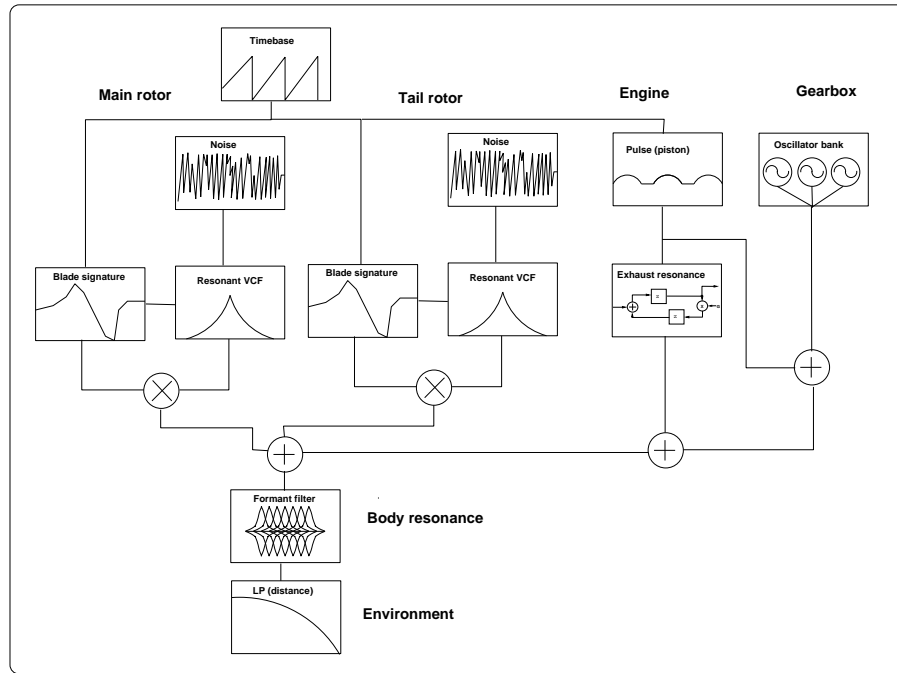 Timebase
Main rotor
Tail rotor
Engine
Gearbox
Noise
Noise
Pulse (piston)
Oscillator bank
Blade signature
Resonant VCF
Blade signature
Resonant VCF
Exhaust resonance
z
z
x
Formant filter
Body resonance
LP (distance)
Environment